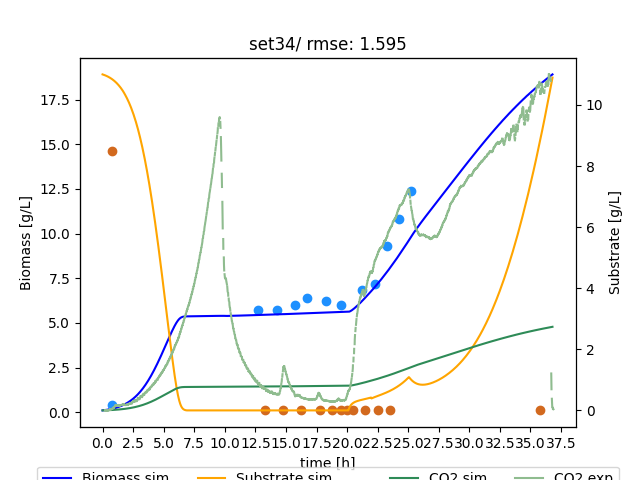 set34/ rmse: 1.595
17.5
15.0
12.5
10.0
7.5
5.0
2.5
0.0
Biomass [g/L]
10
8
6
4
2
0
Substrate [g/L]
0.0 2.5 5.0 7.5 10.0 12.5 15.0 17.5 20.0 22.5 25.0 27.5 30.0 32.5 35.0 37.5
time [h]
Biomass sim Substrate sim CO2 sim CO2 exp